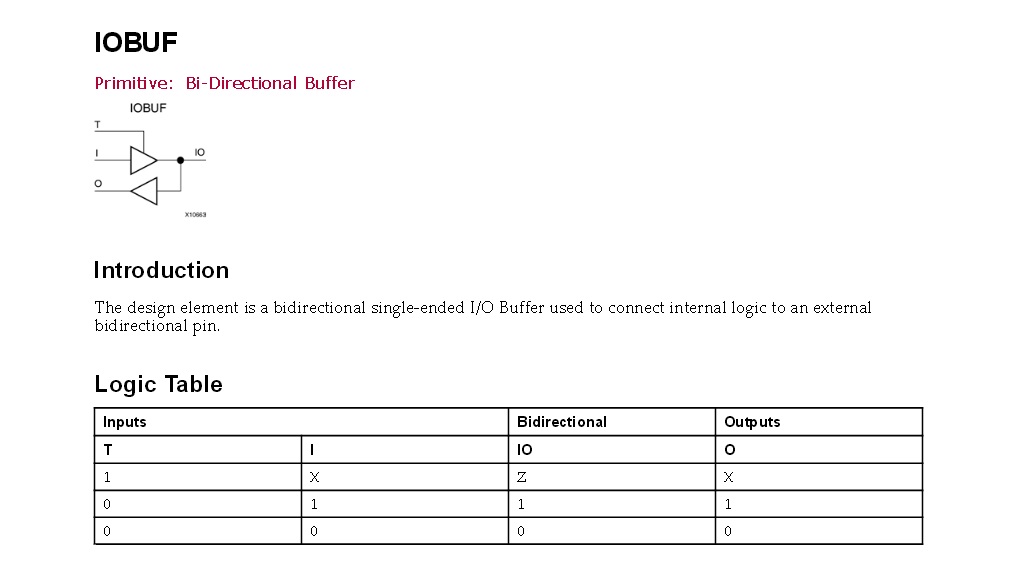 IOBUF
Primitive: Bi-Directional Buffer
IOBUF
T
I
IO
O
X10663
Introduction
The design element is a bidirectional single-ended I/O Buffer used to connect internal logic to an external
bidirectional pin.
Logic Table
Inputs Bidirectional Outputs
T I IO O
1 X Z X
0 1 1 1
0 0 0 0